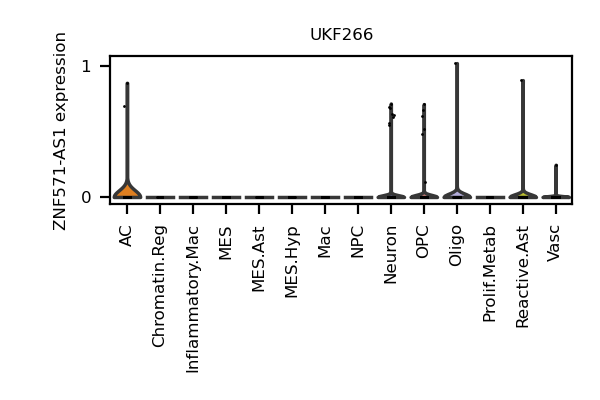 UKF266
ZNF571-AS1 expression
1
0
AC
Chromatin.Reg
Inflammatory.Mac
MES
MES.Ast
MES.Hyp
Mac
NPC
Neuron
OPC
Oligo
Prolif.Metab
Reactive.Ast
Vasc